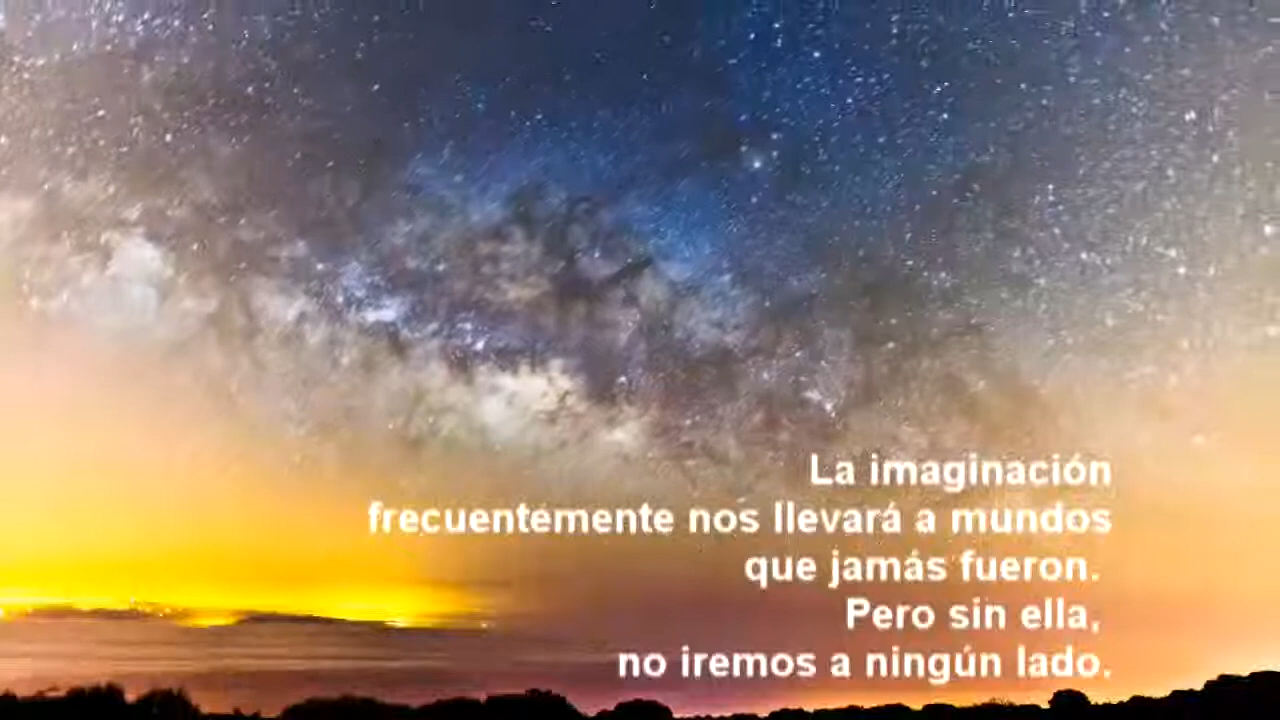 La imaginación
frecuentemente nos llevará a mundos
que jamás fueron.
Pero sin ella,
no iremos a ningún lado.